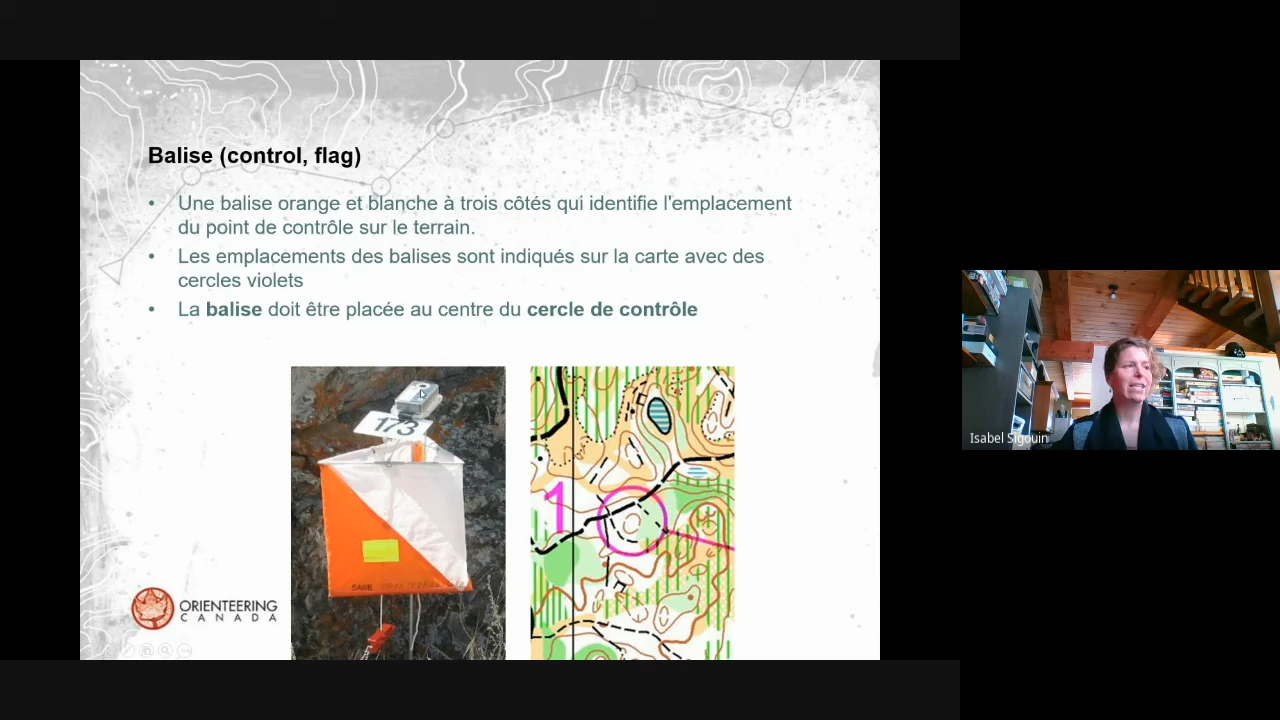 Balise (control, flag)
• Une balise orange et blanche à trois côtés qui identifie l'emplacement
du point de contrôle sur le terrain.
• Les emplacements des balises sont indiqués sur la carte avec des
cercles violets
• La balise doit être placée au centre du cercle de contrôle
173
1
SAGE
ORIENTEERING
CANADA
Isabel Sigouin